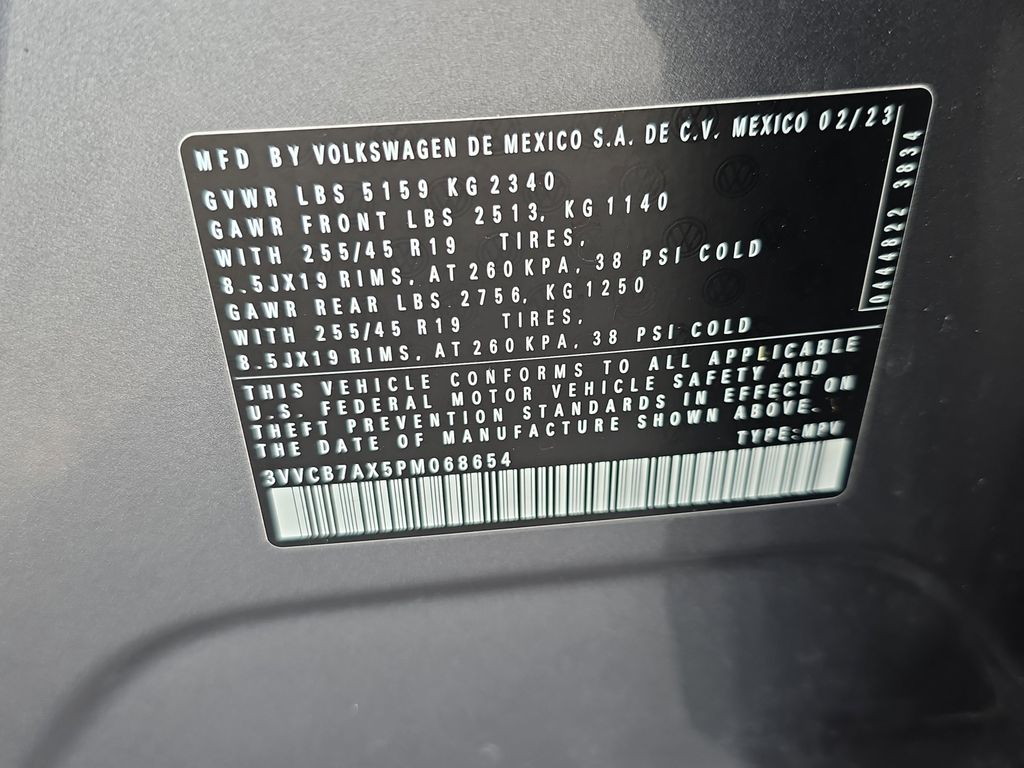 MFD BY VOLKSWAGEN DE MEXICO S.A. DE C.V. MEXICO 02/23
GVWR LBS 5159 KG 2340
GAWR FRONT LBS 2513, KG 1140
WITH 255/45 R19 TIRES,
8.5JX19 RIMS, AT 260 KPA, 38 PSI COLD
GAWR REAR LBS 2756, KG 1250
WITH 255/45 R19 TIRES,
8.5JX19 RIMS, AT 260 KPA, 38 PSI COLD
THIS VEHICLE CONFORMS TO ALL APPLICABLE
U.S. FEDERAL MOTOR VEHICLE SAFETY AND
THEFT PREVENTION STANDARDS IN EFFECT ON
THE DATE OF MANUFACTURE SHOWN ABOVE.
TYPE:MPV
3VVCB7AX5PM068654
0444822 3834